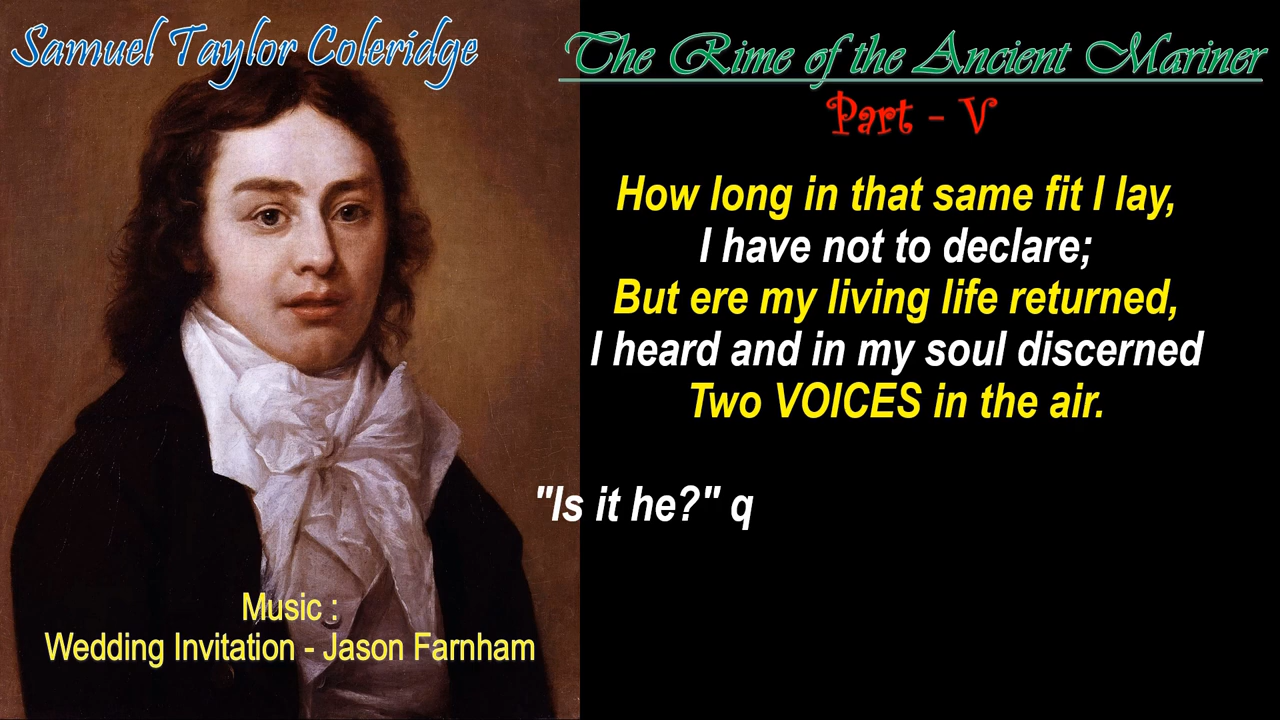 Samuel Taylor Coleridge
The Rime of the Ancient Mariner
Part - V
How long in that same fit I lay,
I have not to declare;
But ere my living life returned,
I heard and in my soul discerned
Two VOICES in the air.
"Is it he?" q
Music :
Wedding Invitation - Jason Farnham